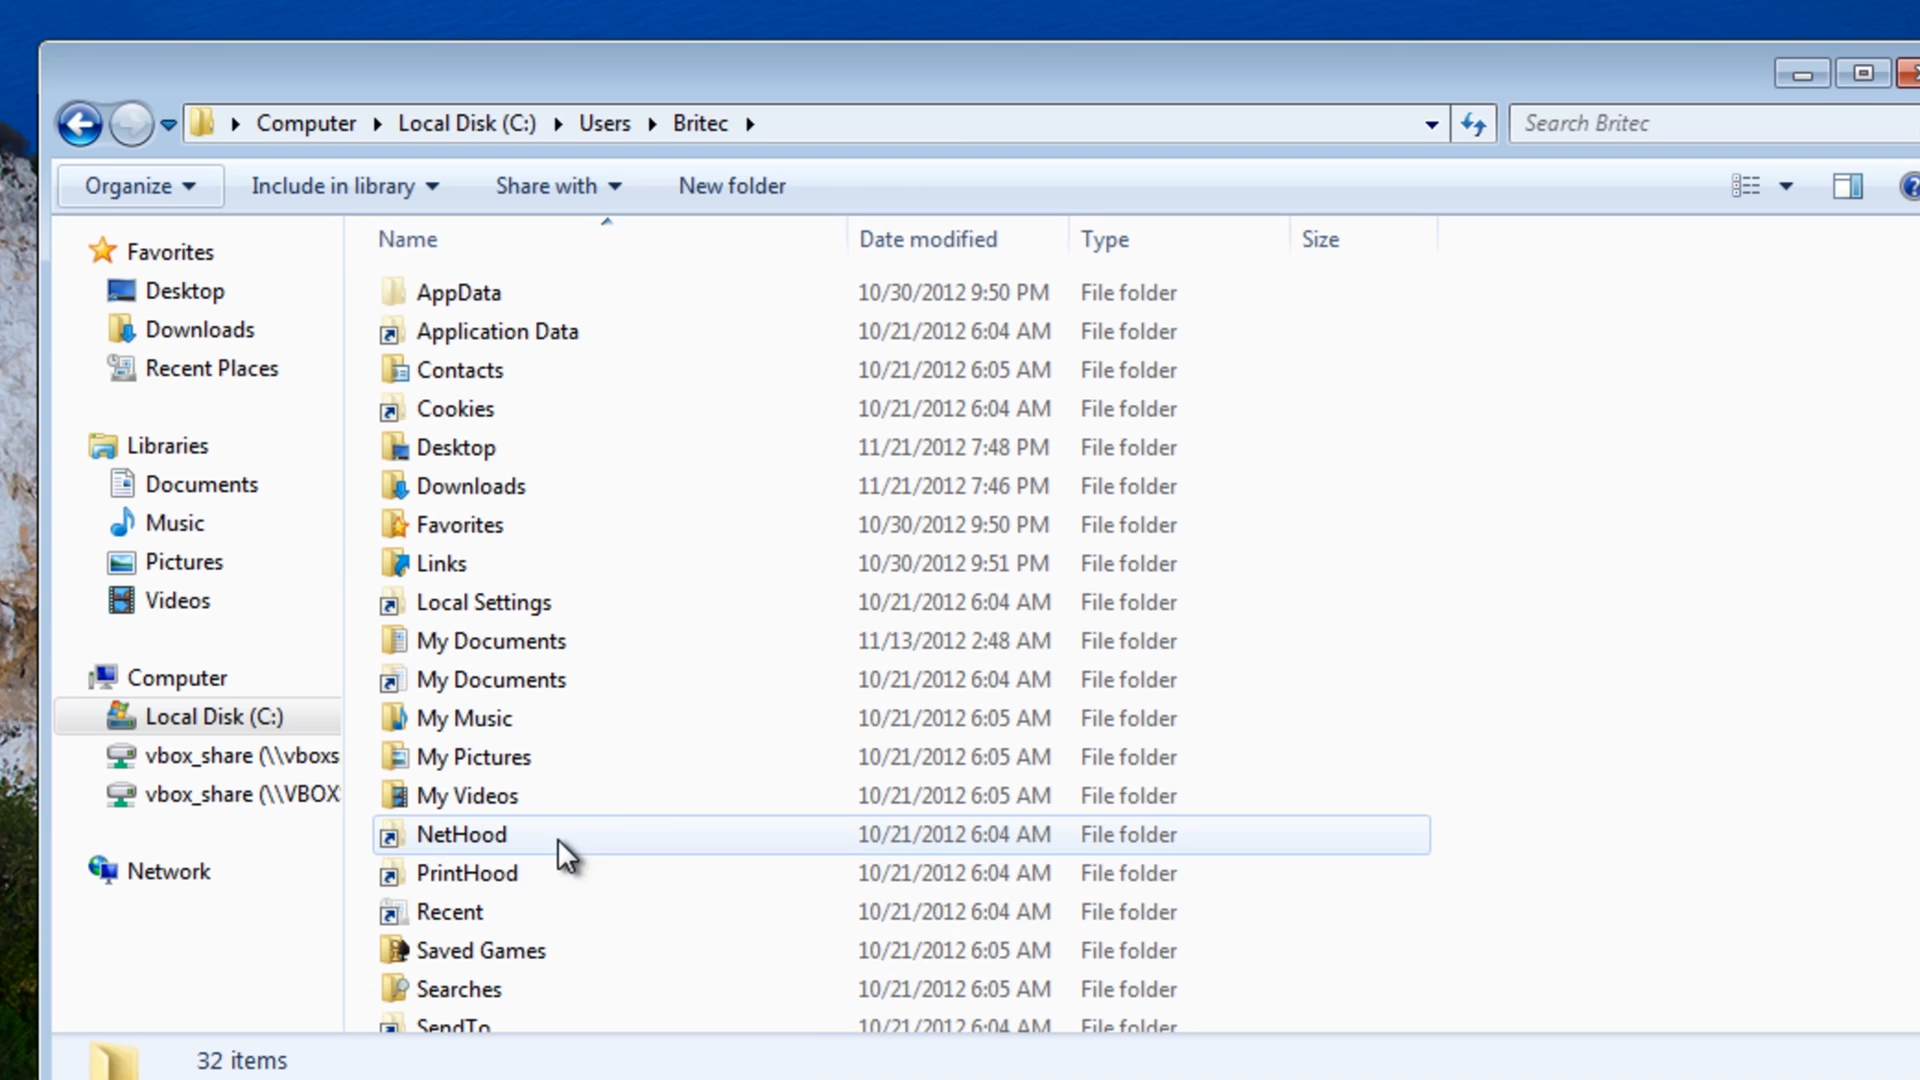 Computer Local Disk (C:) Users Britec Search Britec
Organize Include in library Share with New folder
Favorites
Desktop
Downloads
Recent Places
Libraries
Documents
Music
Pictures
Videos
Computer
Local Disk (C:)
vbox_share (\\vboxs
vbox_share (\\VBOX
Network
Name Date modified Type Size
AppData 10/30/2012 9:50 PM File folder
Application Data 10/21/2012 6:04 AM File folder
Contacts 10/21/2012 6:05 AM File folder
Cookies 10/21/2012 6:04 AM File folder
Desktop 11/21/2012 7:48 PM File folder
Downloads 11/21/2012 7:46 PM File folder
Favorites 10/30/2012 9:50 PM File folder
Links 10/30/2012 9:51 PM File folder
Local Settings 10/21/2012 6:04 AM File folder
My Documents 11/13/2012 2:48 AM File folder
My Documents 10/21/2012 6:04 AM File folder
My Music 10/21/2012 6:05 AM File folder
My Pictures 10/21/2012 6:05 AM File folder
My Videos 10/21/2012 6:05 AM File folder
NetHood 10/21/2012 6:04 AM File folder
PrintHood 10/21/2012 6:04 AM File folder
Recent 10/21/2012 6:04 AM File folder
Saved Games 10/21/2012 6:05 AM File folder
Searches 10/21/2012 6:05 AM File folder
SendTo 10/21/2012 6:04 AM File folder
32 items